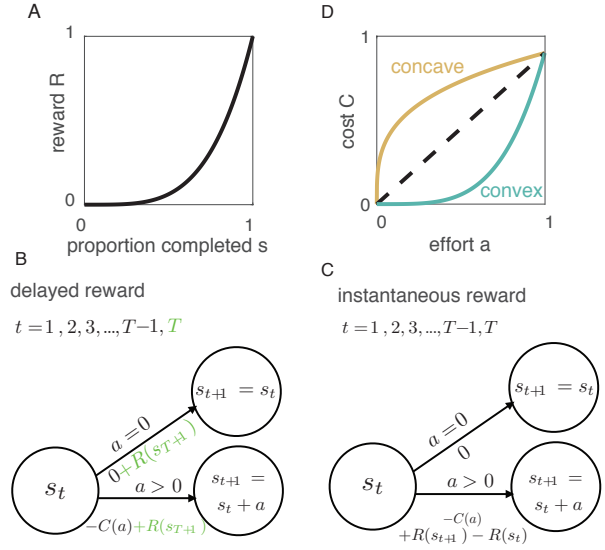 A
1
reward R
0
0
1
proportion completed s
D
1
concave
cost C
convex
0
0
1
effort a
B
delayed reward
t = 1, 2, 3, ..., T−1, T
s_t
a = 0
0 + R(s_{T+1})
s_{t+1} = s_t
a > 0
−C(a) + R(s_{T+1})
s_{t+1} =
s_t + a
C
instantaneous reward
t = 1, 2, 3, ..., T−1, T
s_t
a = 0
0
s_{t+1} = s_t
a > 0
−C(a)
+R(s_{t+1}) − R(s_t)
s_{t+1} =
s_t + a